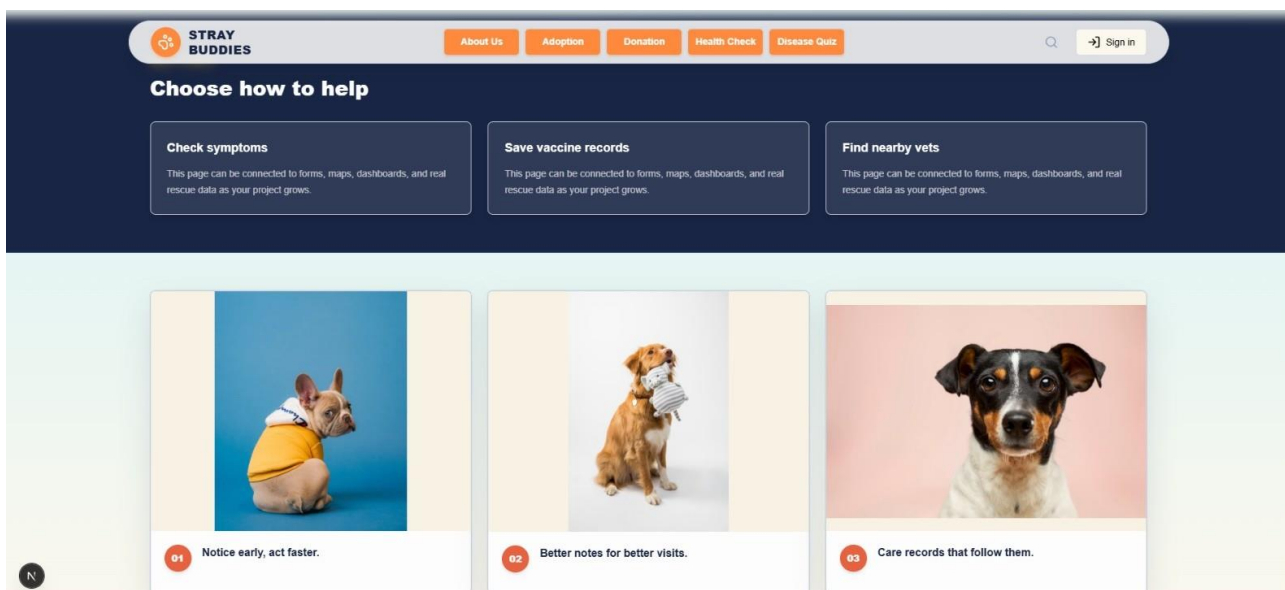 STRAY
BUDDIES
About Us
Adoption
Donation
Health Check
Disease Quiz
Sign in
Choose how to help
Check symptoms
This page can be connected to forms, maps, dashboards, and real
rescue data as your project grows.
Save vaccine records
This page can be connected to forms, maps, dashboards, and real
rescue data as your project grows.
Find nearby vets
This page can be connected to forms, maps, dashboards, and real
rescue data as your project grows.
01
Notice early, act faster.
02
Better notes for better visits.
03
Care records that follow them.
N